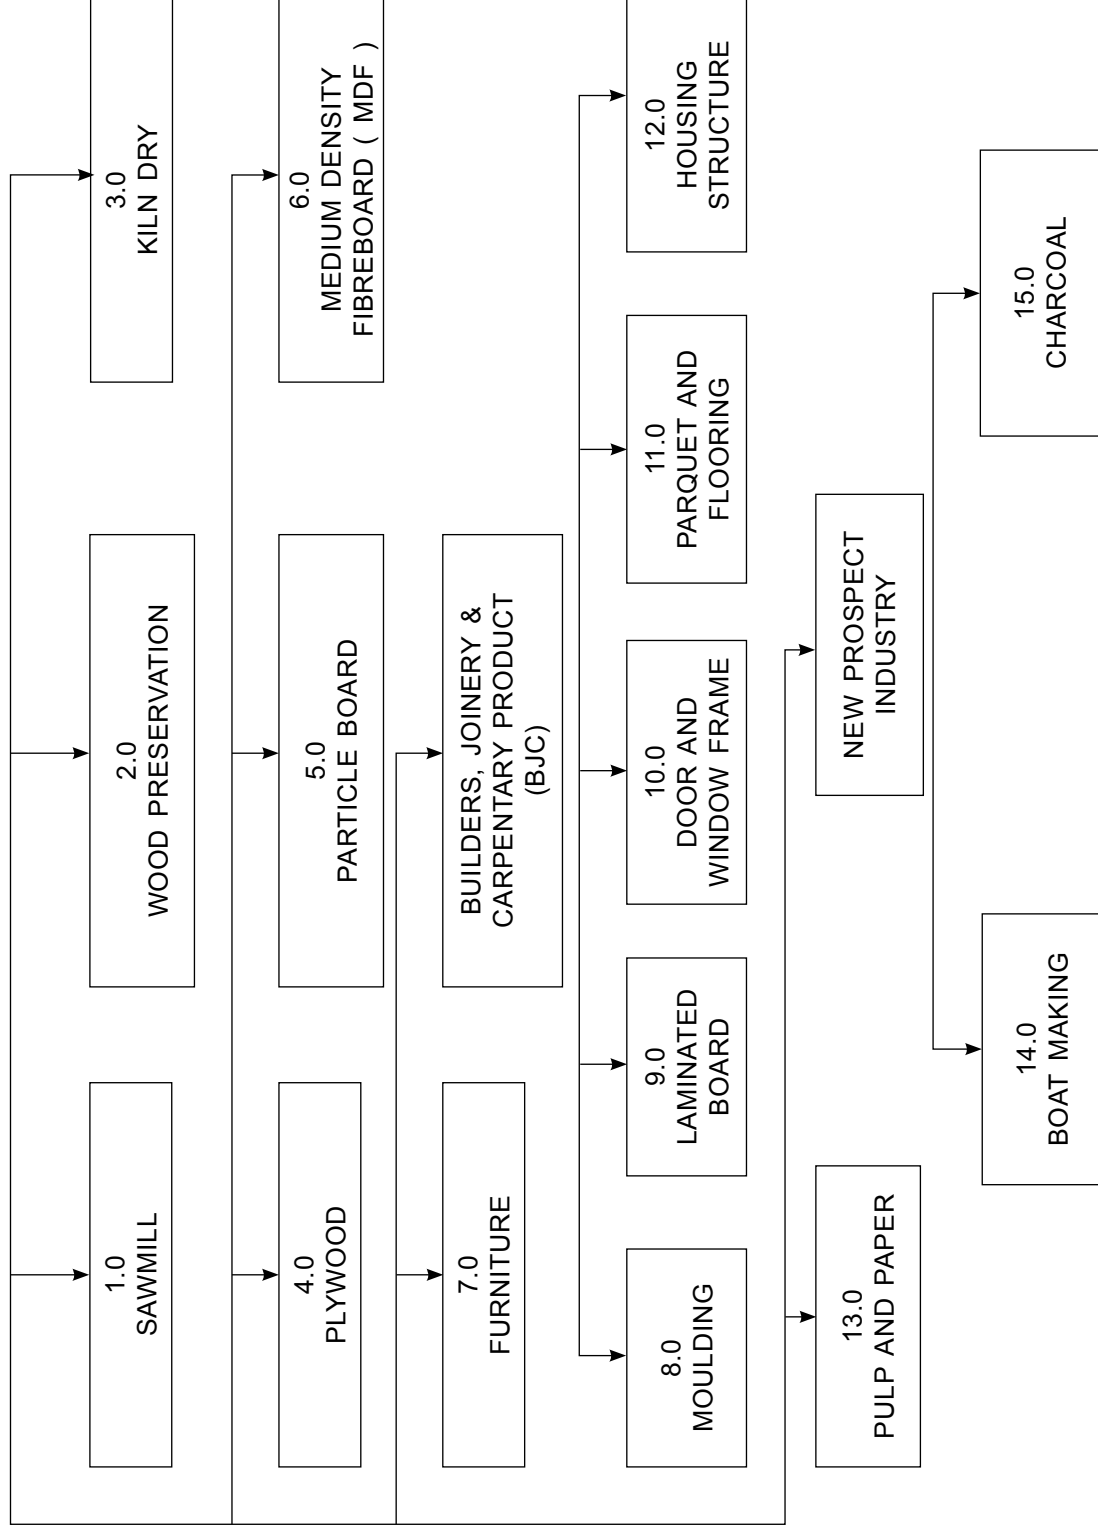 1.0
SAWMILL
2.0
WOOD PRESERVATION
3.0
KILN DRY
4.0
PLYWOOD
5.0
PARTICLE BOARD
6.0
MEDIUM DENSITY
FIBREBOARD ( MDF )
7.0
FURNITURE
BUILDERS, JOINERY &
CARPENTARY PRODUCT
(BJC)
8.0
MOULDING
9.0
LAMINATED
BOARD
10.0
DOOR AND
WINDOW FRAME
11.0
PARQUET AND
FLOORING
12.0
HOUSING
STRUCTURE
13.0
PULP AND PAPER
NEW PROSPECT
INDUSTRY
14.0
BOAT MAKING
15.0
CHARCOAL